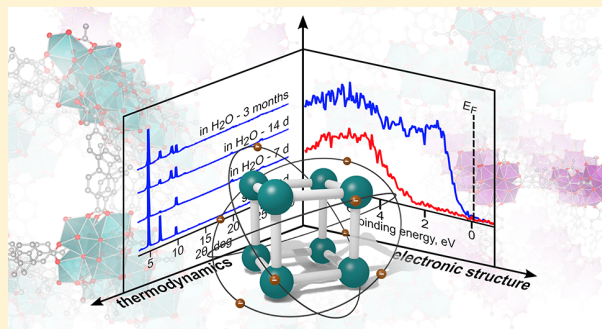 in H₂O - 3 months
in H₂O - 14 d
in H₂O - 7 d
5 10 15 20 25
2θ, deg
thermodynamics
E_F
4 2 0
binding energy, eV
electronic structure